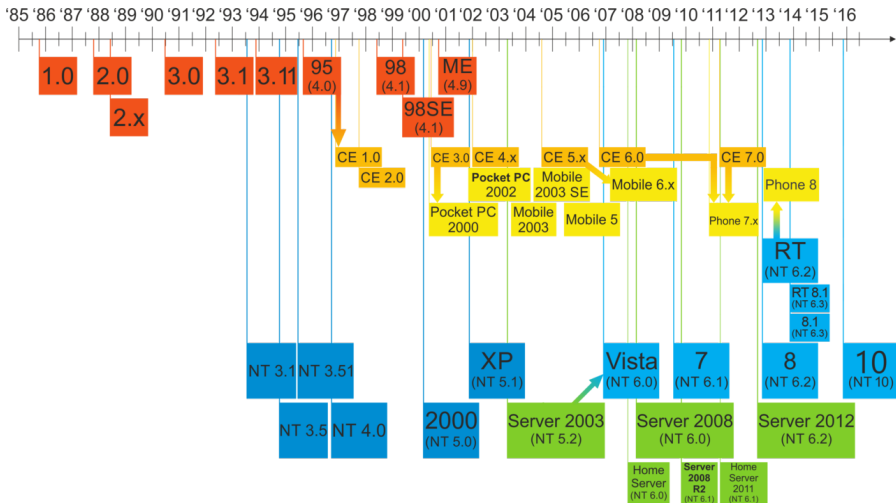 '85 '86 '87 '88 '89 '90 '91 '92 '93 '94 '95 '96 '97 '98 '99 '00 '01 '02 '03 '04 '05 '06 '07 '08 '09 '10 '11 '12 '13 '14 '15 '16
1.0
2.0
3.0
3.1
3.11
95
(4.0)
98
(4.1)
ME
(4.9)
2.x
98SE
(4.1)
CE 1.0
CE 3.0
CE 4.x
CE 5.x
CE 6.0
CE 7.0
CE 2.0
Pocket PC
2002
Mobile
2003 SE
Mobile 6.x
Phone 8
Pocket PC
2000
Mobile
2003
Mobile 5
Phone 7.x
RT
(NT 6.2)
RT 8.1
(NT 6.3)
8.1
(NT 6.3)
NT 3.1
NT 3.51
XP
(NT 5.1)
Vista
(NT 6.0)
7
(NT 6.1)
8
(NT 6.2)
10
(NT 10)
NT 3.5
NT 4.0
2000
(NT 5.0)
Server 2003
(NT 5.2)
Server 2008
(NT 6.0)
Server 2012
(NT 6.2)
Home
Server
(NT 6.0)
Server
2008
R2
(NT 6.1)
Home
Server
2011
(NT 6.1)